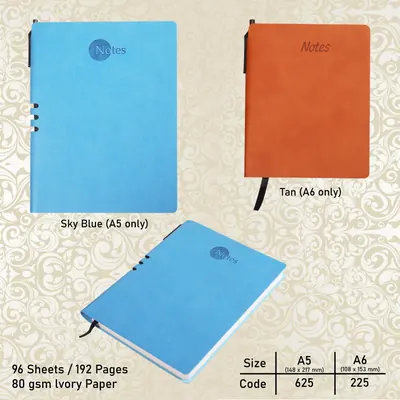 Notes
Notes
Sky Blue (A5 only)
Tan (A6 only)
Notes
96 Sheets / 192 Pages
80 gsm Ivory Paper
Size A5 A6
(148 x 217 mm) (108 x 153 mm)
Code 625 225